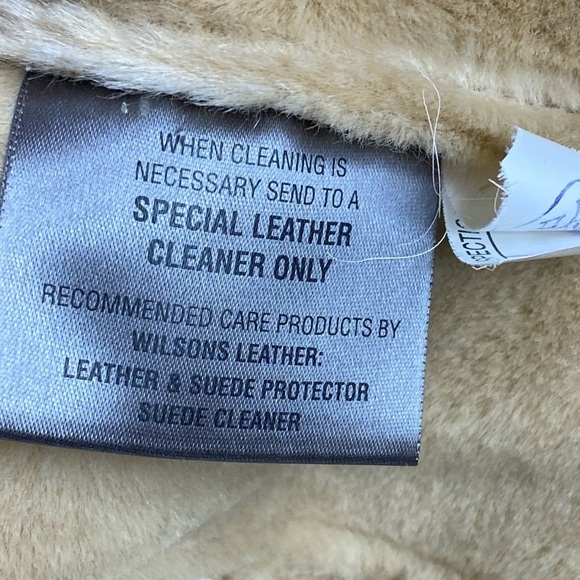 WHEN CLEANING IS
NECESSARY SEND TO A
SPECIAL LEATHER
CLEANER ONLY
RECOMMENDED CARE PRODUCTS BY
WILSONS LEATHER:
LEATHER & SUEDE PROTECTOR
SUEDE CLEANER